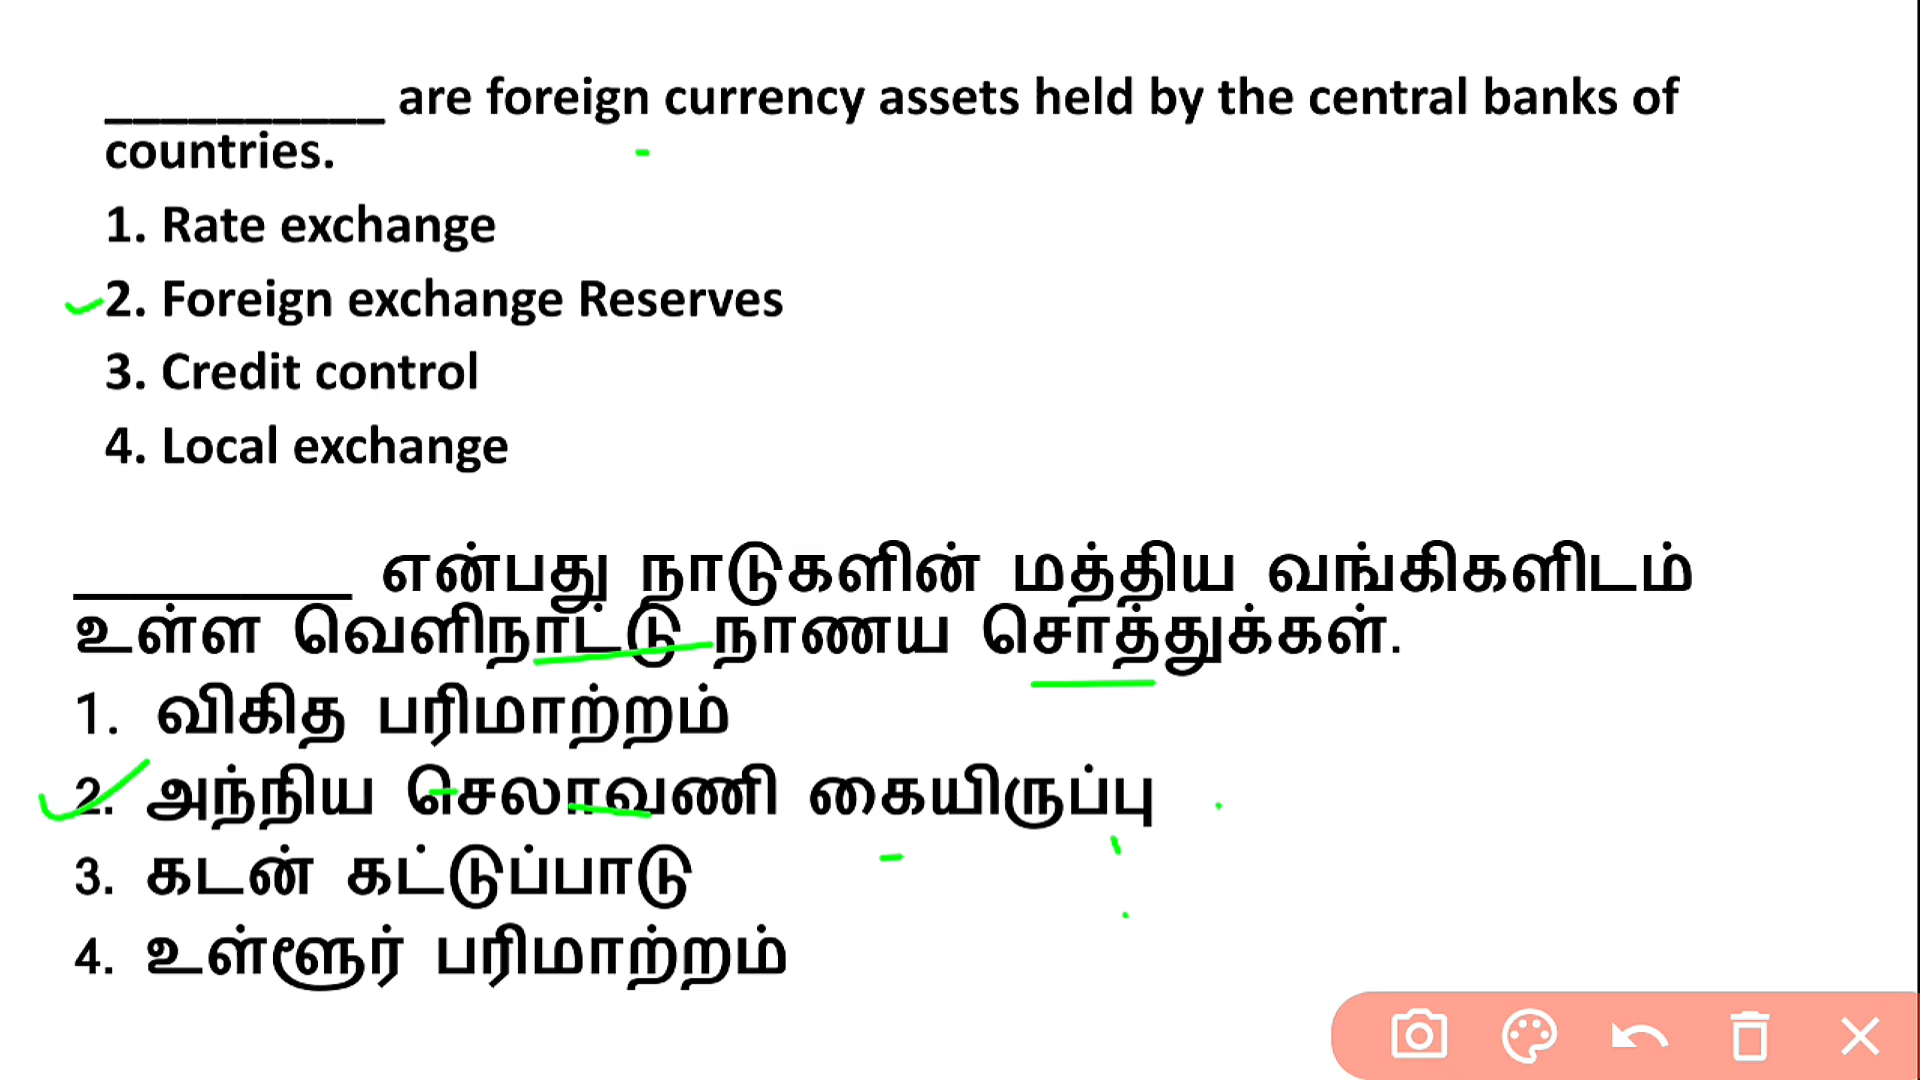 __________ are foreign currency assets held by the central banks of
countries.
1. Rate exchange
2. Foreign exchange Reserves
3. Credit control
4. Local exchange
__________ என்பது நாடுகளின் மத்திய வங்கிகளிடம்
உள்ள வெளிநாட்டு நாணய சொத்துக்கள்.
1. விகித பரிமாற்றம்
2. அந்நிய செலாவணி கையிருப்பு
3. கடன் கட்டுப்பாடு
4. உள்ளூர் பரிமாற்றம்